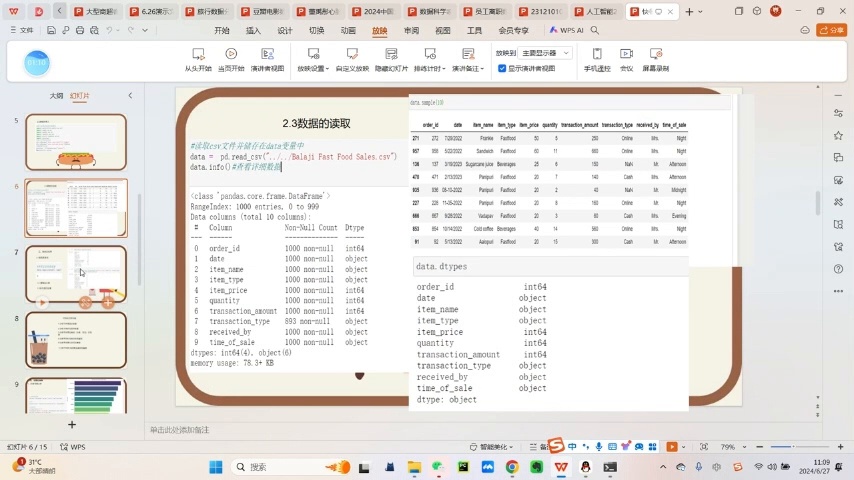 大型商超
6.26演示文
旅行数据分
豆瓣电影
董禹彤心
2024中国
数据科学
员工离职
23121010
人工智能
文件
开始 插入 设计 切换 动画 放映 审阅 视图 工具 会员专享 WPS AI
分享
从头开始 当页开始 演讲者视图 放映设置 自定义放映 隐藏幻灯片 排练计时 演讲备注 放映到 主要显示器 手机遥控 会议 屏幕录制
显示演讲者视图
大纲 幻灯片
5
6
7
8
9
2.3数据的读取
#读取csv文件并储存在data变量中
data = pd.read_csv("../../Balaji Fast Food Sales.csv")
data.info()#查看详细数据
<class 'pandas.core.frame.DataFrame'>
RangeIndex: 1000 entries, 0 to 999
Data columns (total 10 columns):
# Column Non-Null Count Dtype
--- ------ -------------- -----
0 order_id 1000 non-null int64
1 date 1000 non-null object
2 item_name 1000 non-null object
3 item_type 1000 non-null object
4 item_price 1000 non-null int64
5 quantity 1000 non-null int64
6 transaction_amount 1000 non-null int64
7 transaction_type 893 non-null object
8 received_by 1000 non-null object
9 time_of_sale 1000 non-null object
dtypes: int64(4), object(6)
memory usage: 78.3+ KB
data.sample(10)
order_id date item_name item_type item_price quantity transaction_amount transaction_type received_by time_of_sale
271 272 7/20/2022 Frankie Fastfood 50 5 250 Online Mrs. Night
957 958 5/22/2022 Sandwich Fastfood 60 11 660 Online Mrs. Night
136 137 3/19/2023 Sugarcane juice Beverages 25 6 150 NaN Mr. Afternoon
470 471 2/13/2023 Panipuri Fastfood 20 7 140 Cash Mr. Afternoon
935 936 08-10-2022 Panipuri Fastfood 20 2 40 NaN Mr. Midnight
227 228 11-05-2022 Panipuri Fastfood 20 8 160 Online Mr. Night
666 667 9/28/2022 Vadapav Fastfood 20 3 60 Cash Mrs. Evening
653 654 10/14/2022 Cold coffee Beverages 40 14 560 Online Mrs. Night
91 92 5/13/2022 Aalopuri Fastfood 20 15 300 Cash Mr. Afternoon
data.dtypes
order_id int64
date object
item_name object
item_type object
item_price int64
quantity int64
transaction_amount int64
transaction_type object
received_by object
time_of_sale object
dtype: object
单击此处添加备注
幻灯片 6 / 15 WPS 智能美化 79%
31°C
大部晴朗
搜索
11:09
2024/6/27